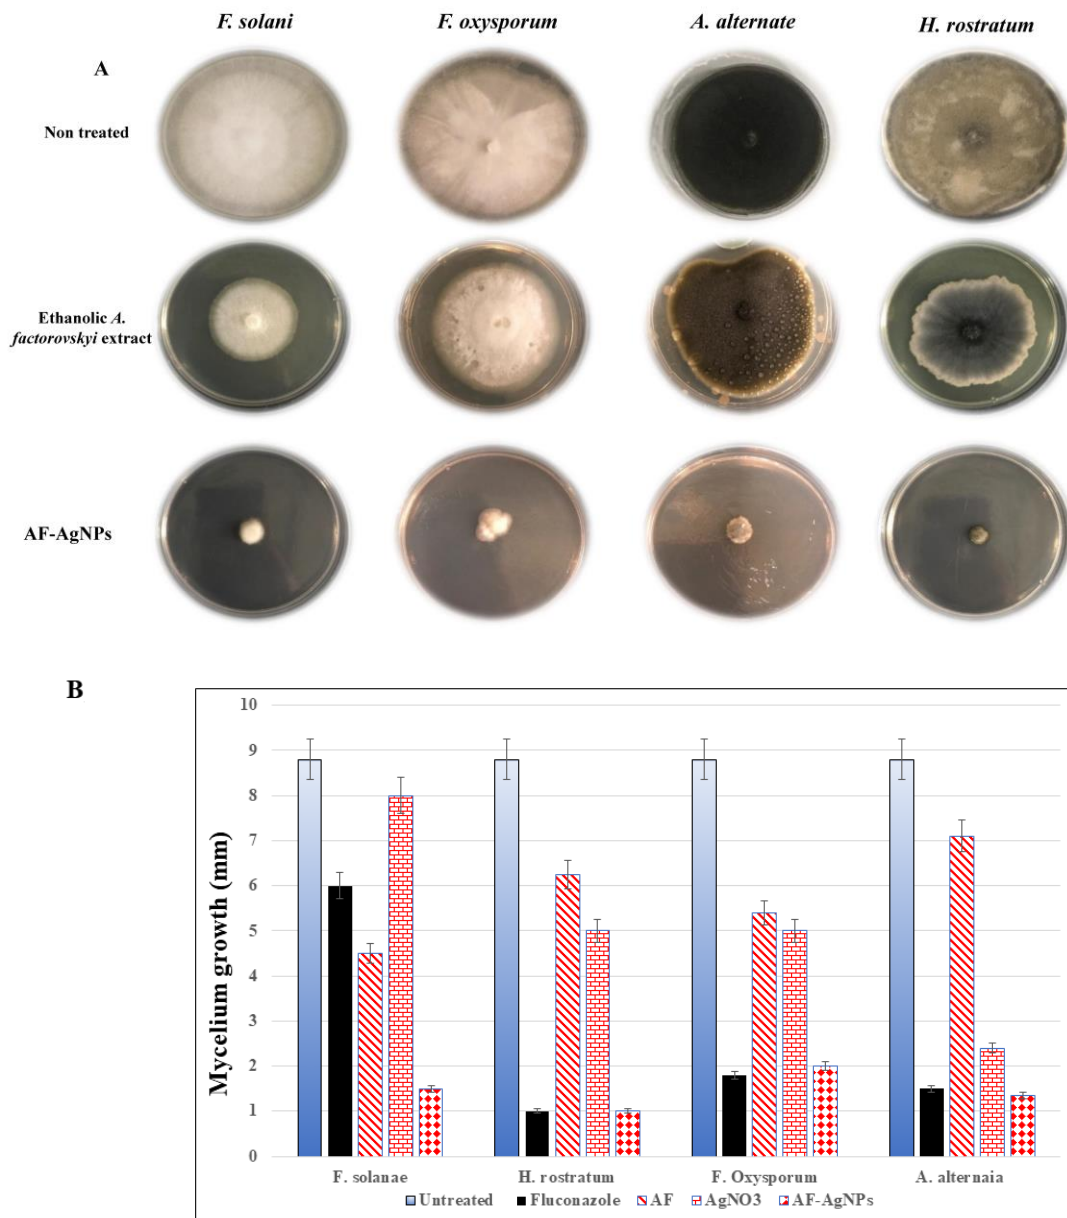 F. solani F. oxysporum A. alternate H. rostratum
A
Non treated
Ethanolic A.
factorovskyi extract
AF-AgNPs
B
Mycelium growth (mm)
10
9
8
7
6
5
4
3
2
1
0
F. solanae H. rostratum F. Oxysporum A. alternaia
Untreated Fluconazole AF AgNO3 AF-AgNPs